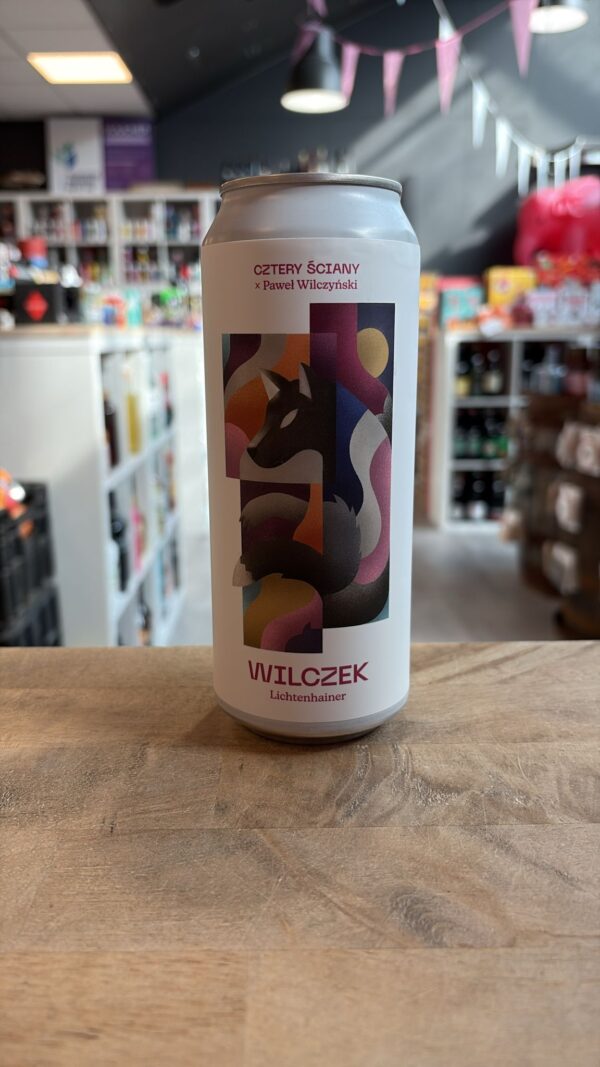 CZTERY ŚCIANY
× Paweł Wilczyński
WILCZEK
Lichtenhainer